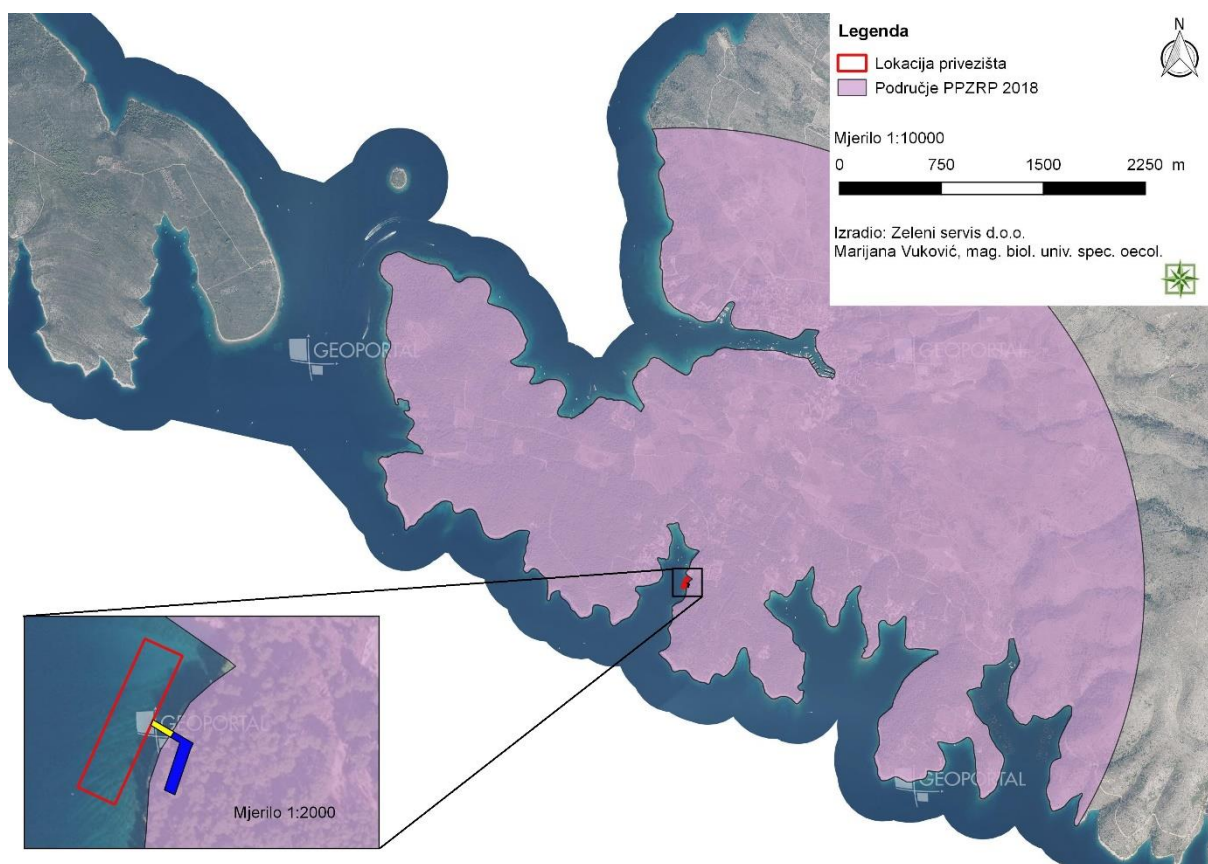 Legenda
N
Lokacija privezišta
Područje PPZRP 2018
Mjerilo 1:10000
0 750 1500 2250 m
Izradio: Zeleni servis d.o.o.
Marijana Vuković, mag. biol. univ. spec. oecol.
GEOPORTAL
GEOPORTAL
GEOPORTAL
GEOPORTAL
Mjerilo 1:2000